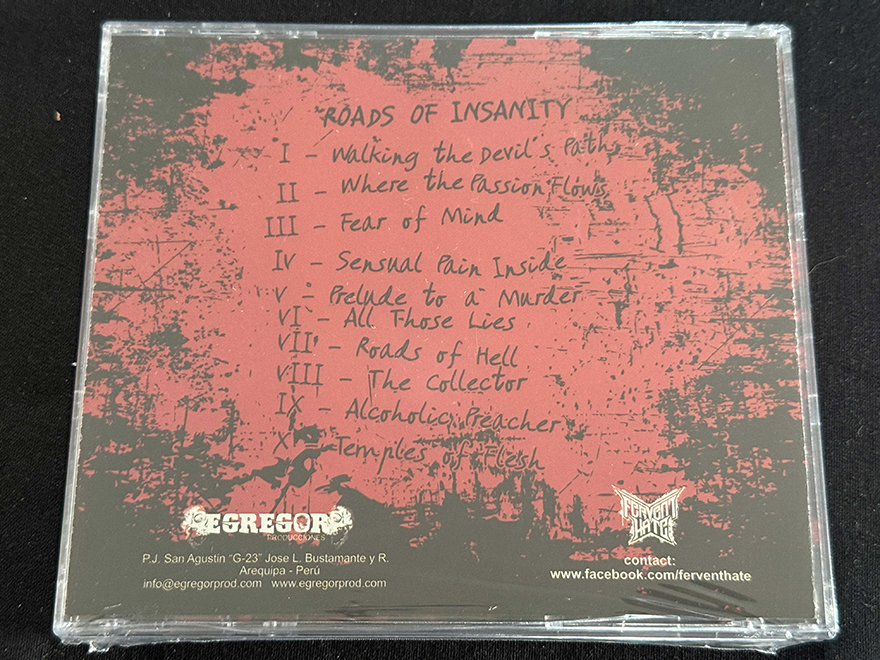 ROADS OF INSANITY
I - Walking the Devil's Path
II - Where the Passion Flows
III - Fear of Mind
IV - Sensual Pain Inside
V - Prelude to a Murder
VI - All Those Lies
VII - Roads of Hell
VIII - The Collector
IX - Alcoholic Preacher
X - Temples of Flesh
EGREGOR
PRODUCCIONES
P.J. San Agustin "G-23" Jose L. Bustamante y R.
Arequipa - Perú
info@egregorprod.com www.egregorprod.com
FERVENT
HATE
contact:
www.facebook.com/ferventhate